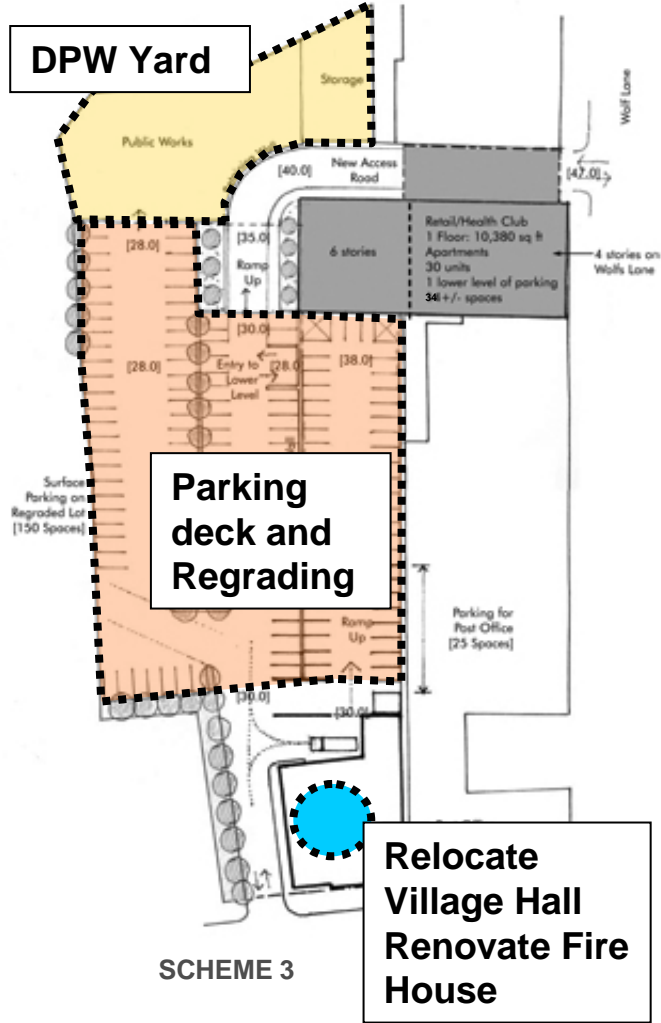 DPW Yard
Storage
Public Works
Wolf Lane
[40.0]
New Access
Road
[47.0]
[28.0]
[35.0]
Ramp
Up
6 stories
Retail/Health Club
1 Floor: 10,380 sq ft
Apartments
30 units
1 lower level of parking
+/- spaces
4 stories on
Wolfs Lane
[30.0]
[28.0]
Entry to
Lower
Level
[28.0]
[38.0]
Surface
Parking on
Regraded Lot
[150 Spaces]
Parking
deck and
Regrading
Ramp
Up
Parking for
Post Office
[25 Spaces]
[30.0]
[30.0]
Relocate
Village Hall
Renovate Fire
House
SCHEME 3